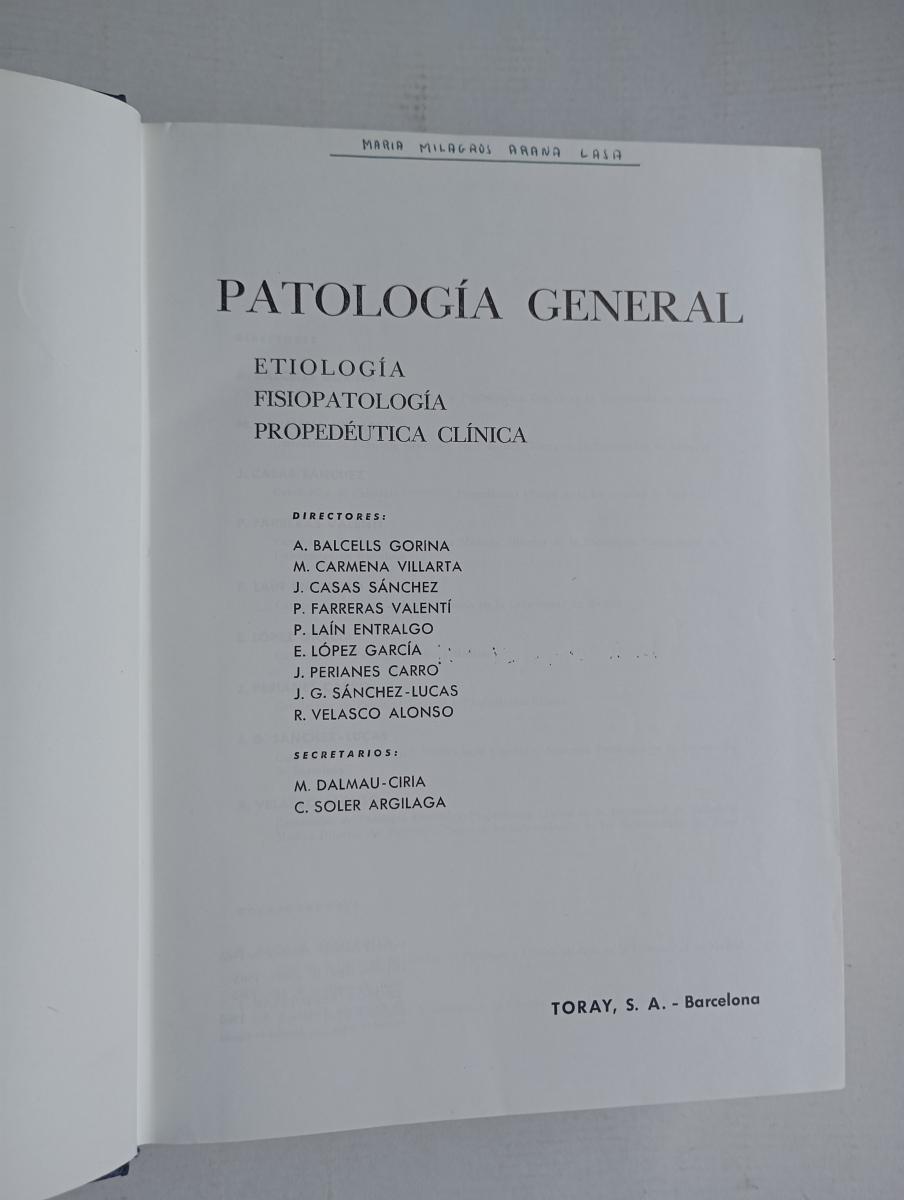 MARIA MILAGROS ARANA LASA
PATOLOGÍA GENERAL
ETIOLOGÍA
FISIOPATOLOGÍA
PROPEDÉUTICA CLÍNICA
DIRECTORES:
A. BALCELLS GORINA
M. CARMENA VILLARTA
J. CASAS SÁNCHEZ
P. FARRERAS VALENTÍ
P. LAÍN ENTRALGO
E. LÓPEZ GARCÍA
J. PERIANES CARRO
J. G. SÁNCHEZ-LUCAS
R. VELASCO ALONSO
SECRETARIOS:
M. DALMAU-CIRIA
C. SOLER ARGILAGA
TORAY, S. A. - Barcelona